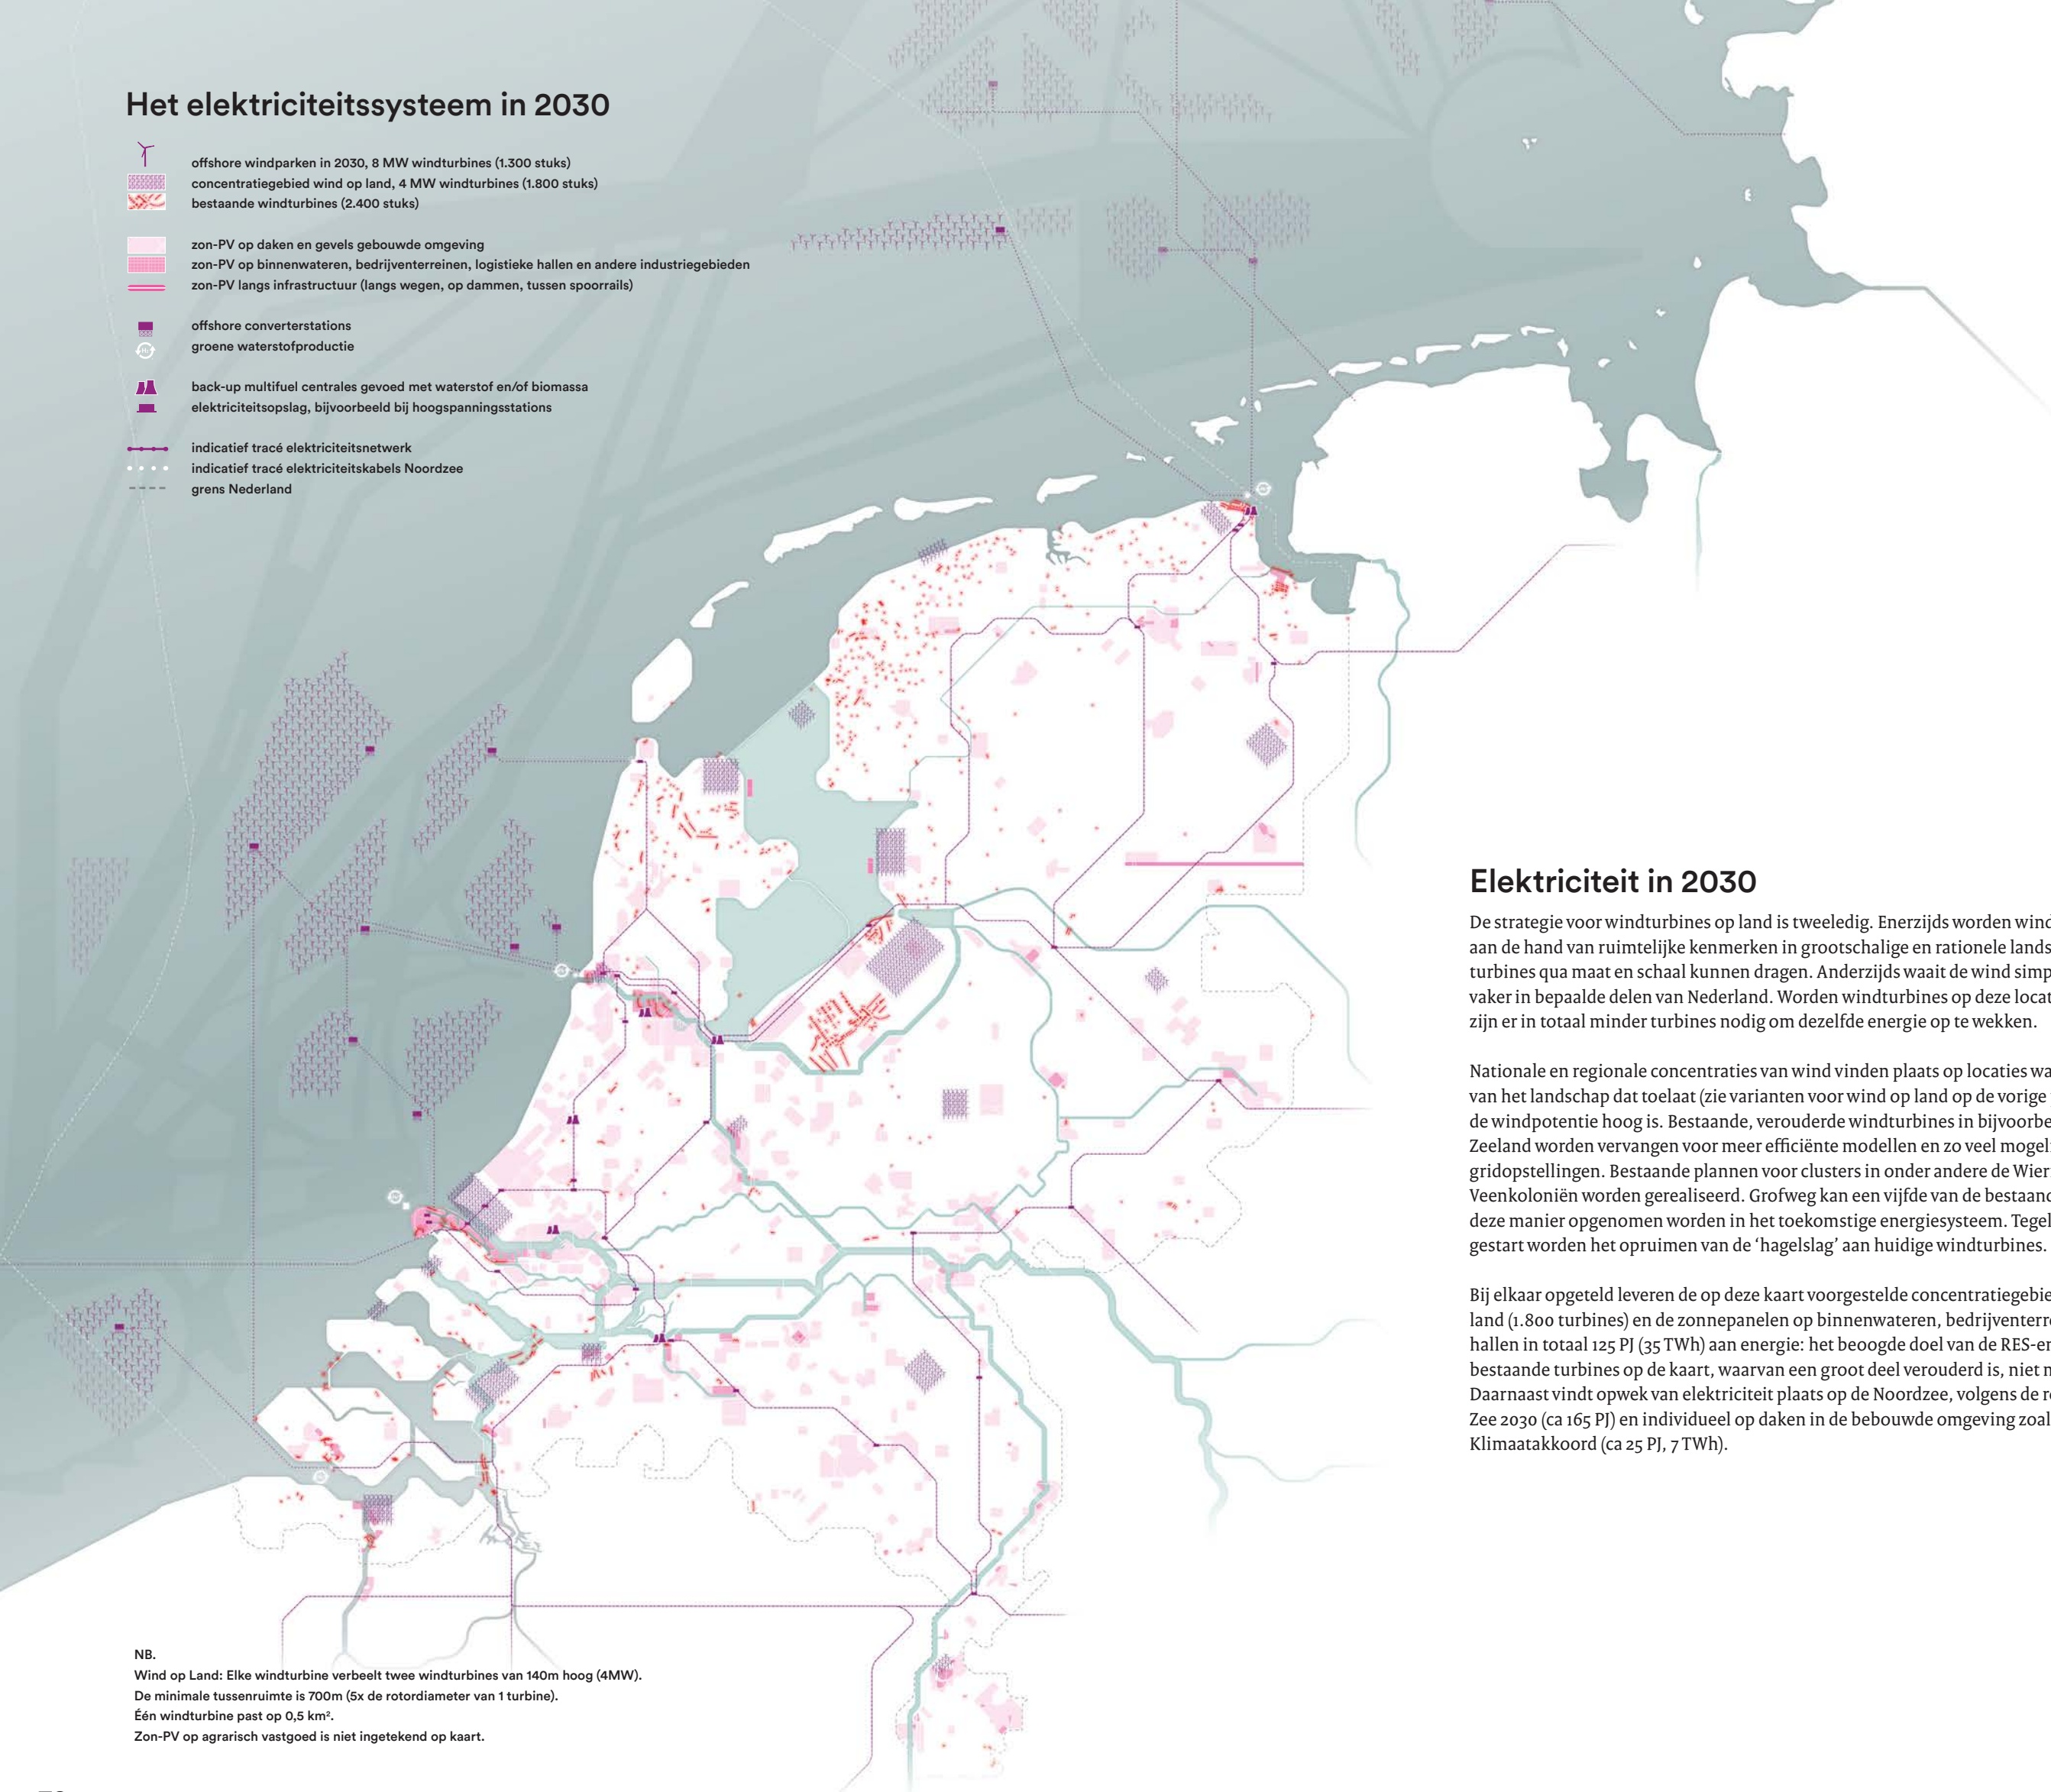 Het elektriciteitssysteem in 2030
offshore windparken in 2030, 8 MW windturbines (1.300 stuks)
concentratiegebied wind op land, 4 MW windturbines (1.800 stuks)
bestaande windturbines (2.400 stuks)
zon-PV op daken en gevels gebouwde omgeving
zon-PV op binnenwateren, bedrijventerreinen, logistieke hallen en andere industriegebieden
zon-PV langs infrastructuur (langs wegen, op dammen, tussen spoorrails)
offshore converterstations
groene waterstofproductie
back-up multifuel centrales gevoed met waterstof en/of biomassa
elektriciteitsopslag, bijvoorbeeld bij hoogspanningsstations
indicatief tracé elektriciteitsnetwerk
indicatief tracé elektriciteitskabels Noordzee
grens Nederland
Elektriciteit in 2030
De strategie voor windturbines op land is tweeledig. Enerzijds worden wind
aan de hand van ruimtelijke kenmerken in grootschalige en rationele lands
turbines qua maat en schaal kunnen dragen. Anderzijds waait de wind simp
vaker in bepaalde delen van Nederland. Worden windturbines op deze locat
zijn er in totaal minder turbines nodig om dezelfde energie op te wekken.
Nationale en regionale concentraties van wind vinden plaats op locaties wa
van het landschap dat toelaat (zie varianten voor wind op land op de vorige
de windpotentie hoog is. Bestaande, verouderde windturbines in bijvoorbe
Zeeland worden vervangen voor meer efficiënte modellen en zo veel mogel
gridopstellingen. Bestaande plannen voor clusters in onder andere de Wier
Veenkoloniën worden gerealiseerd. Grofweg kan een vijfde van de bestaand
deze manier opgenomen worden in het toekomstige energiesysteem. Tegel
gestart worden het opruimen van de ‘hagelslag’ aan huidige windturbines.
Bij elkaar opgeteld leveren de op deze kaart voorgestelde concentratiegebie
land (1.800 turbines) en de zonnepanelen op binnenwateren, bedrijventerr
hallen in totaal 125 PJ (35 TWh) aan energie: het beoogde doel van de RES-er
bestaande turbines op de kaart, waarvan een groot deel verouderd is, niet
Daarnaast vindt opwek van elektriciteit plaats op de Noordzee, volgens de r
Zee 2030 (ca 165 PJ) en individueel op daken in de bebouwde omgeving zoal
Klimaatakkoord (ca 25 PJ, 7 TWh).
NB.
Wind op Land: Elke windturbine verbeelt twee windturbines van 140m hoog (4MW).
De minimale tussenruimte is 700m (5x de rotordiameter van 1 turbine).
Één windturbine past op 0,5 km².
Zon-PV op agrarisch vastgoed is niet ingetekend op kaart.